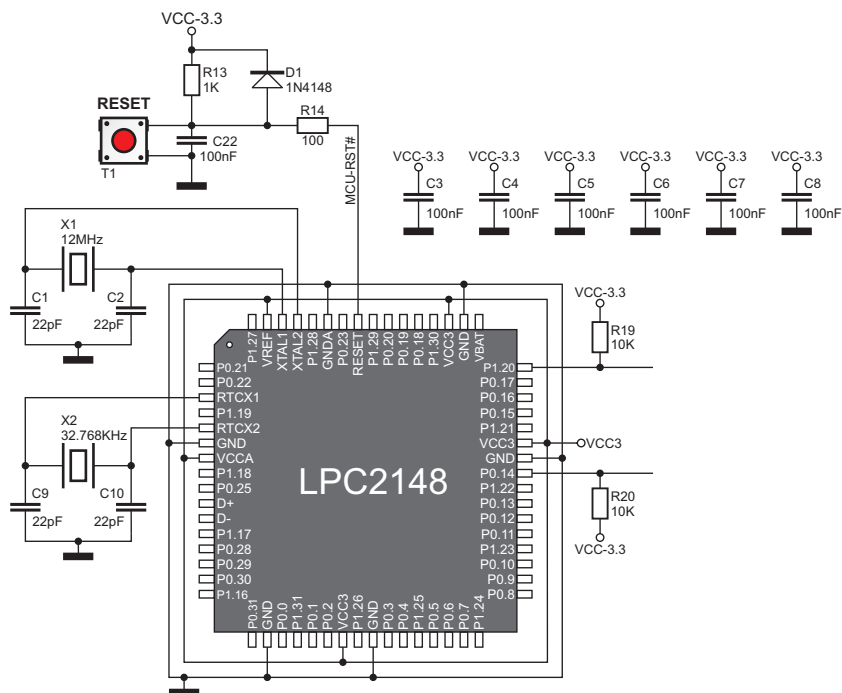 VCC-3.3
R13
1K
D1
1N4148
RESET
R14
100
C22
100nF
T1
MCU-RST#
VCC-3.3
VCC-3.3
VCC-3.3
VCC-3.3
VCC-3.3
VCC-3.3
C3
C4
C5
C6
C7
C8
100nF
100nF
100nF
100nF
100nF
100nF
X1
12MHz
C1
C2
22pF
22pF
X2
32.768KHz
C9
C10
22pF
22pF
P1.27
VREF
XTAL1
XTAL2
P1.28
GNDA
P0.23
RESET
P1.29
P0.20
P0.19
P0.18
P1.30
VCC3
GND
VBAT
P0.21
P0.22
RTCX1
P1.19
RTCX2
GND
VCCA
P1.18
P0.25
D+
D-
P1.17
P0.28
P0.29
P0.30
P1.16
LPC2148
P1.20
P0.17
P0.16
P0.15
P1.21
VCC3
GND
P0.14
P1.22
P0.13
P0.12
P0.11
P1.23
P0.10
P0.9
P0.8
P0.31
GND
P0.0
P1.31
P0.1
P0.2
VCC3
P1.26
GND
P0.3
P0.4
P1.25
P0.5
P0.6
P0.7
P1.24
VCC-3.3
R19
10K
VCC3
R20
10K
VCC-3.3